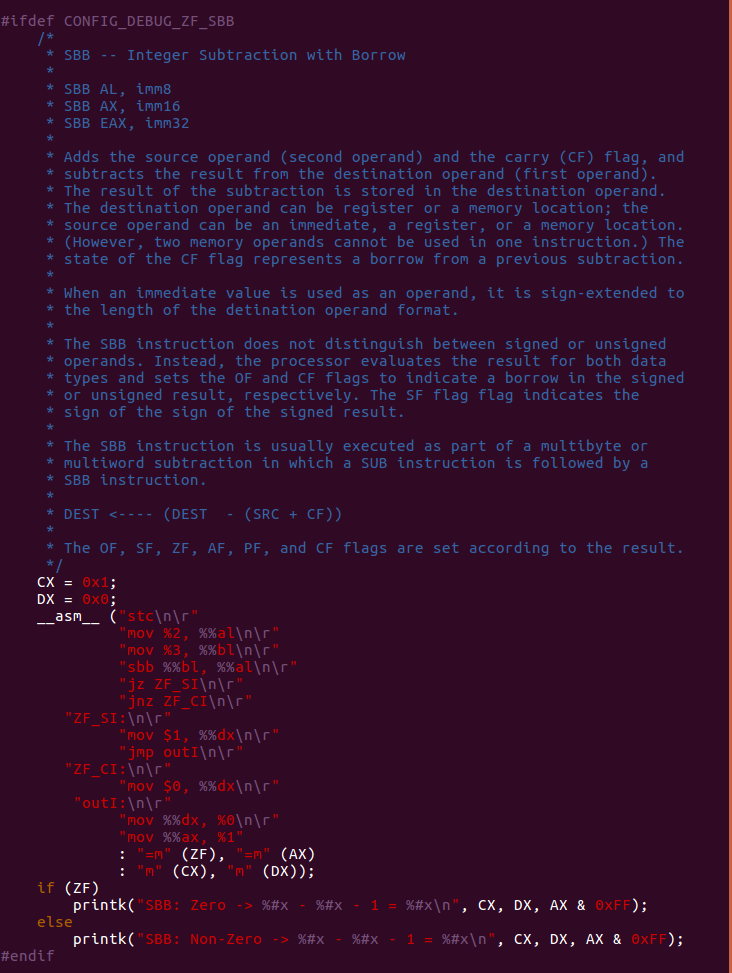 #ifdef CONFIG_DEBUG_ZF_SBB
/*
* SBB -- Integer Subtraction with Borrow
*
* SBB AL, imm8
* SBB AX, imm16
* SBB EAX, imm32
*
* Adds the source operand (second operand) and the carry (CF) flag, and
* subtracts the result from the destination operand (first operand).
* The result of the subtraction is stored in the destination operand.
* The destination operand can be register or a memory location; the
* source operand can be an immediate, a register, or a memory location.
* (However, two memory operands cannot be used in one instruction.) The
* state of the CF flag represents a borrow from a previous subtraction.
*
* When an immediate value is used as an operand, it is sign-extended to
* the length of the detination operand format.
*
* The SBB instruction does not distinguish between signed or unsigned
* operands. Instead, the processor evaluates the result for both data
* types and sets the OF and CF flags to indicate a borrow in the signed
* or unsigned result, respectively. The SF flag flag indicates the
* sign of the sign of the signed result.
*
* The SBB instruction is usually executed as part of a multibyte or
* multiword subtraction in which a SUB instruction is followed by a
* SBB instruction.
*
* DEST <---- (DEST  - (SRC + CF))
*
* The OF, SF, ZF, AF, PF, and CF flags are set according to the result.
*/
CX = 0x1;
DX = 0x0;
__asm__ ("stc\n\r"
"mov %2, %%al\n\r"
"mov %3, %%bl\n\r"
"sbb %%bl, %%al\n\r"
"jz ZF_SI\n\r"
"jnz ZF_CI\n\r"
"ZF_SI:\n\r"
"mov $1, %%dx\n\r"
"jmp outI\n\r"
"ZF_CI:\n\r"
"mov $0, %%dx\n\r"
"outI:\n\r"
"mov %%dx, %0\n\r"
"mov %%ax, %1"
: "=m" (ZF), "=m" (AX)
: "m" (CX), "m" (DX));
if (ZF)
printk("SBB: Zero -> %#x - %#x - 1 = %#x\n", CX, DX, AX & 0xFF);
else
printk("SBB: Non-Zero -> %#x - %#x - 1 = %#x\n", CX, DX, AX & 0xFF);
#endif